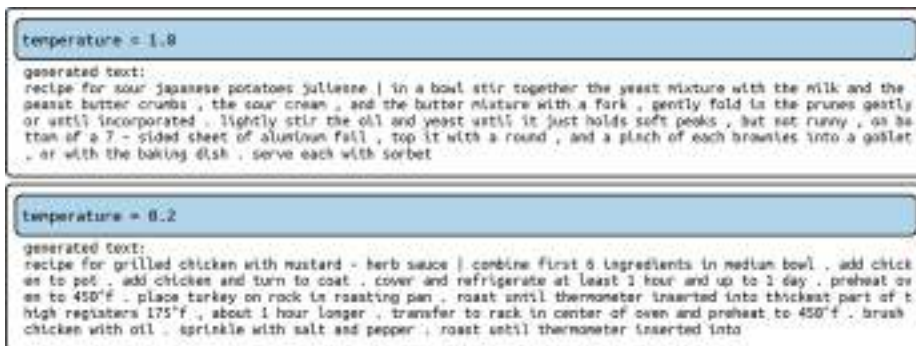 temperature = 1.0
generated text:
recipe for sour japanese potatoes julienne | in a bowl stir together the yeast mixture with the milk and the
peanut butter crumbs , the sour cream , and the butter mixture with a fork , gently fold in the prunes gently
or until incorporated . lightly stir the oil and yeast until it just holds soft peaks , but not runny , on bo
ttom of a 7 - sided sheet of aluminum foil , top it with a round , and a pinch of each brownies into a goblet
, or with the baking dish . serve each with sorbet
temperature = 0.2
generated text:
recipe for grilled chicken with mustard - herb sauce | combine first 6 ingredients in medium bowl . add chick
en to pot . add chicken and turn to coat . cover and refrigerate at least 1 hour and up to 1 day . preheat ov
en to 450°f . place turkey on rock in roasting pan . roast until thermometer inserted into thickest part of t
high registers 175°f , about 1 hour longer . transfer to rack in center of oven and preheat to 450°f . brush
chicken with oil . sprinkle with salt and pepper . roast until thermometer inserted into